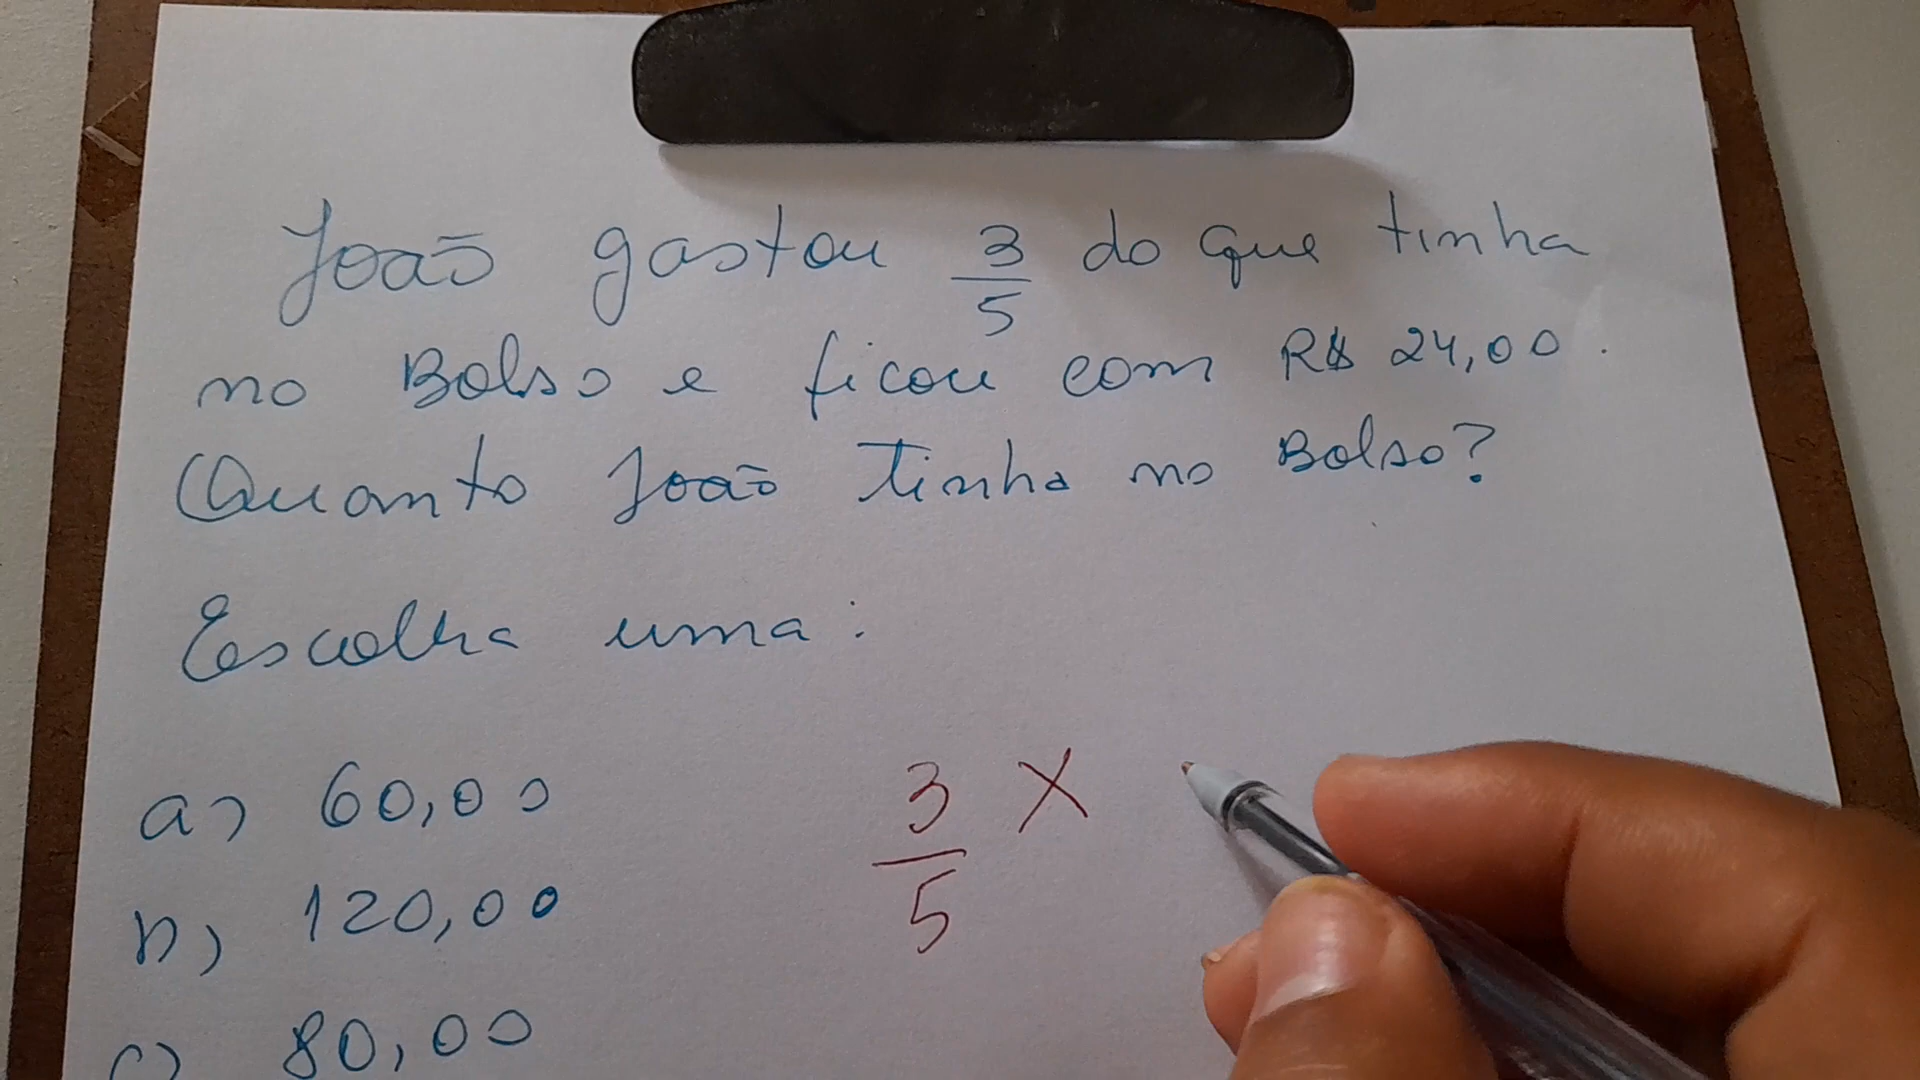 João gastou 3/5 do que tinha
no Bolso e ficou com R$ 24,00.
Quanto João tinha no Bolso?
Escolha uma:
a) 60,00
b) 120,00
c) 80,00
3/5 X